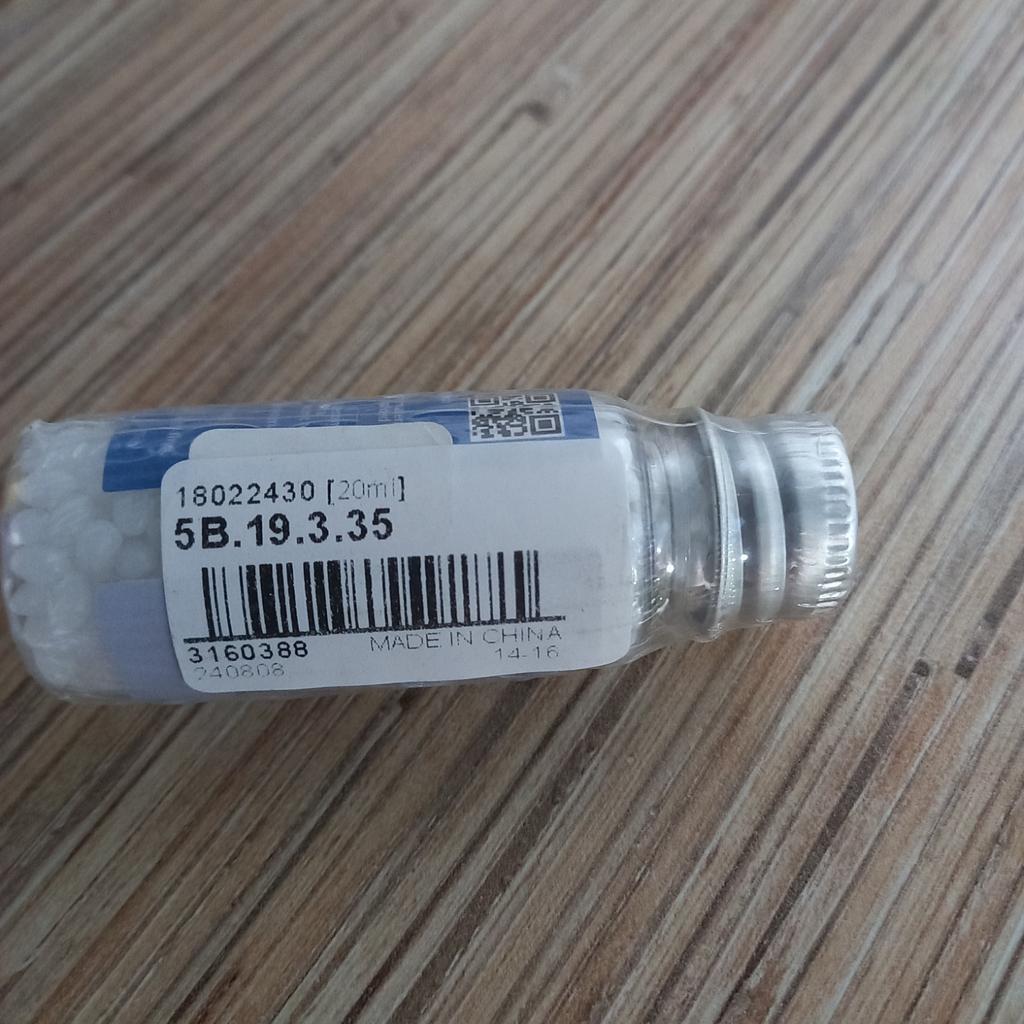 18022430 [20ml]
5B.19.3.35
3160388
MADE IN CHINA
240808
14-16